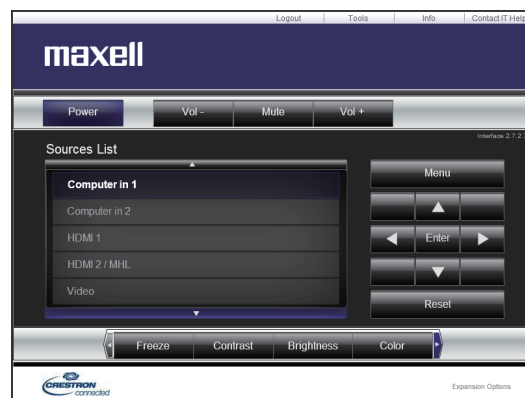 Logout Tools Info Contact IT Help
maxell
Power Vol - Mute Vol +
Interface 2.7.2.7
Sources List
Computer in 1
Computer in 2
HDMI 1
HDMI 2 / MHL
Video
Menu
Enter
Reset
Freeze Contrast Brightness Color
CRESTRON
connected
Expansion Options